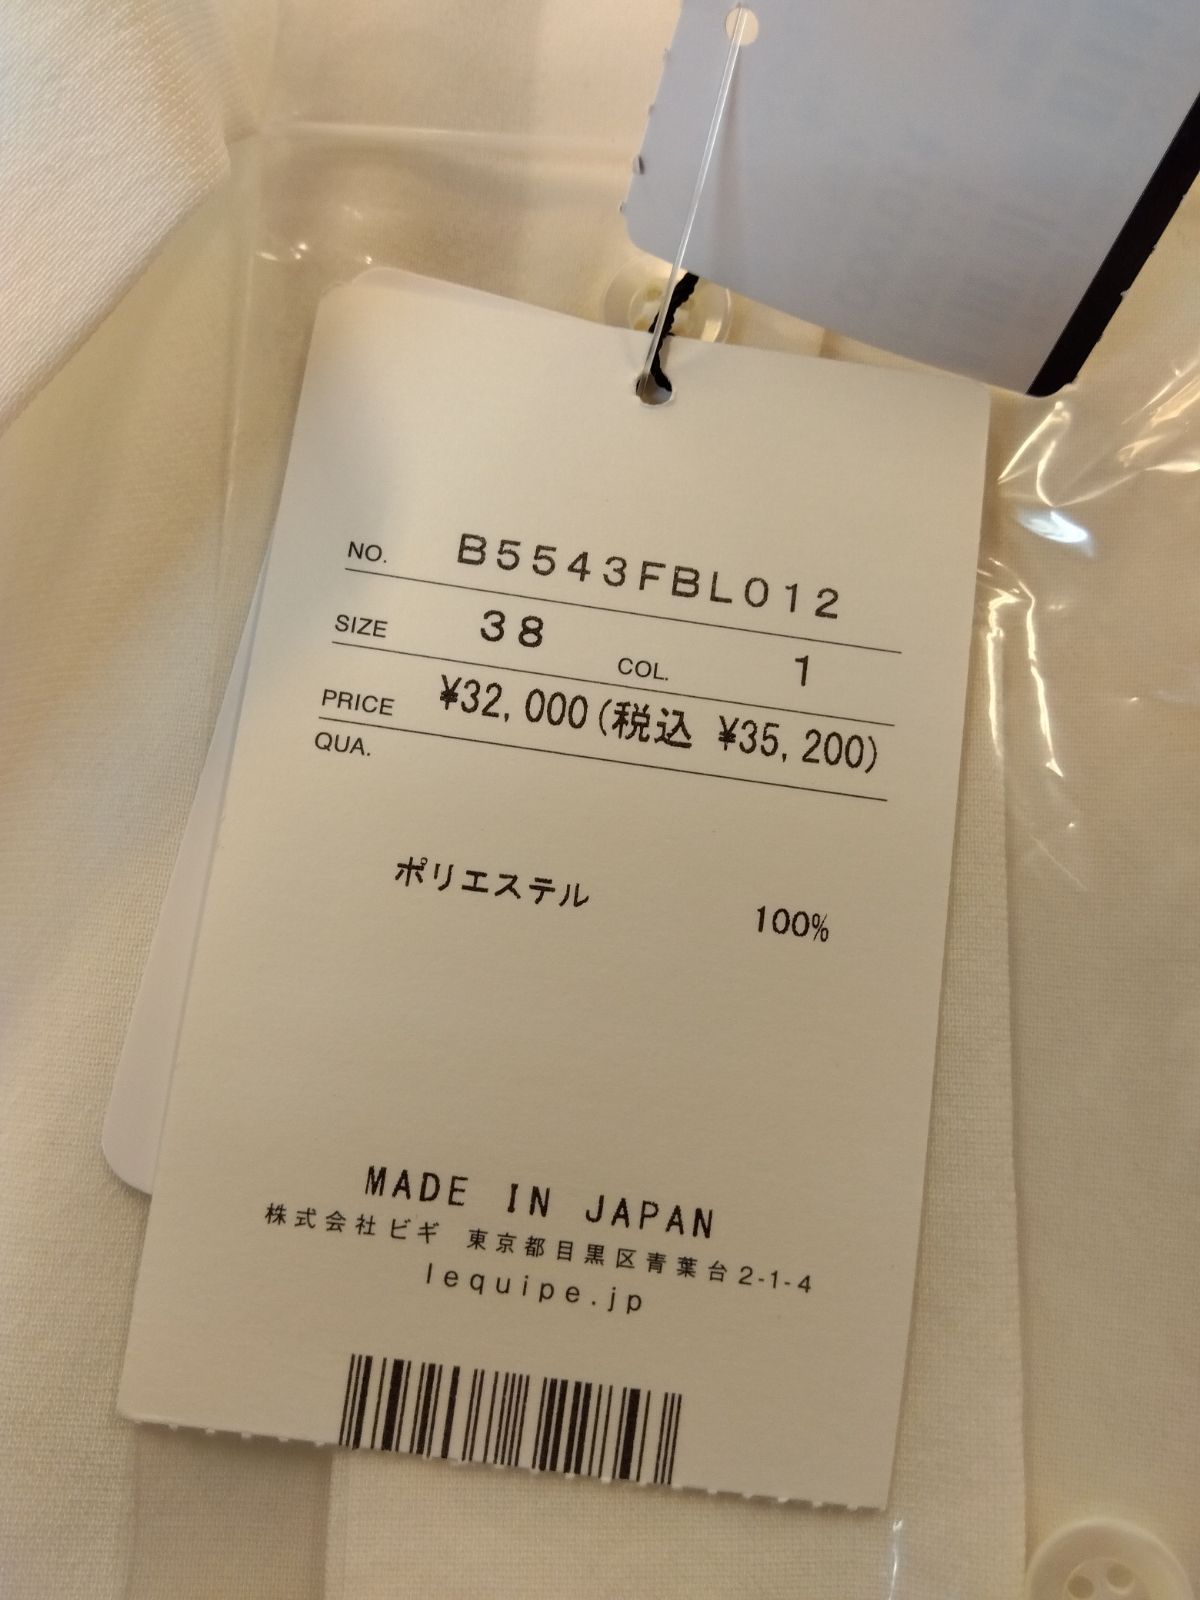 NO. B5543FBL012
SIZE 38 COL. 1
PRICE ¥32,000(税込 ¥35,200)
QUA.
ポリエステル 100%
MADE IN JAPAN
株式会社ビギ 東京都目黒区青葉台2-1-4
lequipe.jp